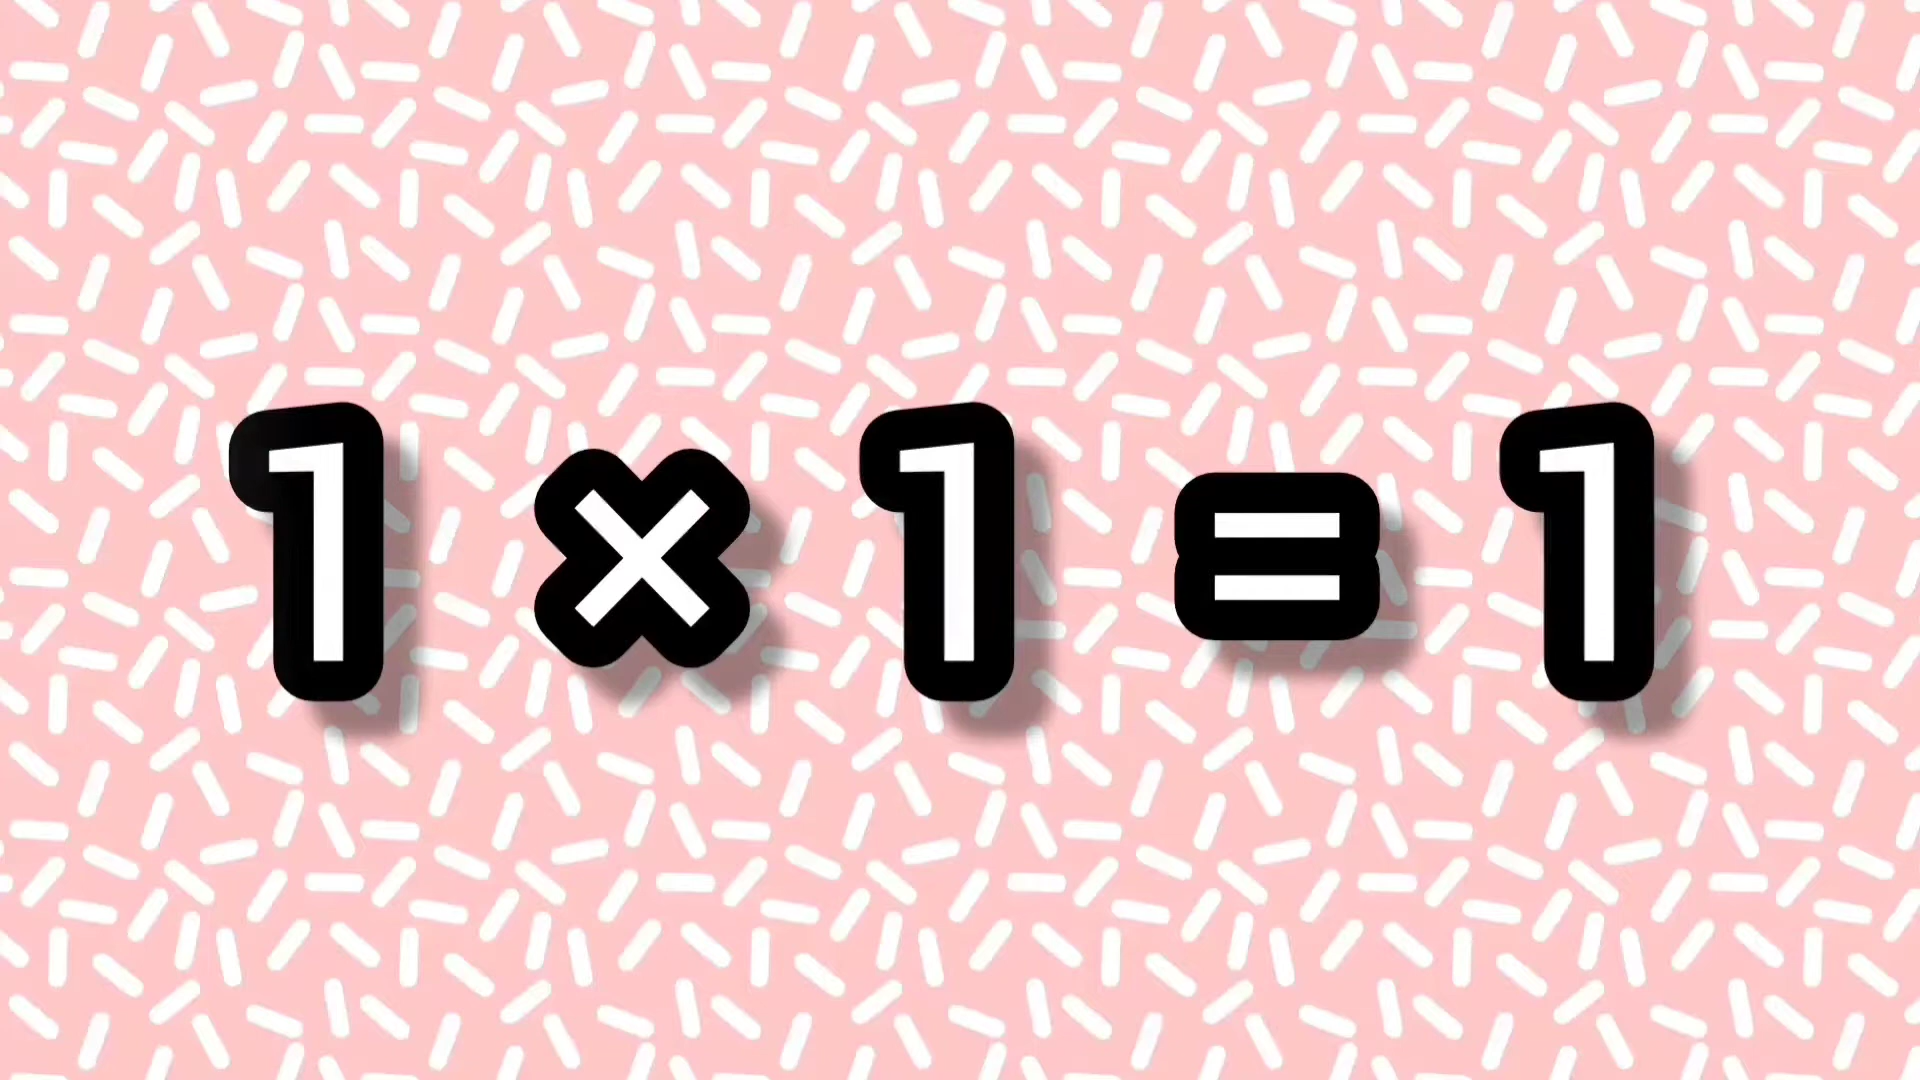 1 × 1 = 1